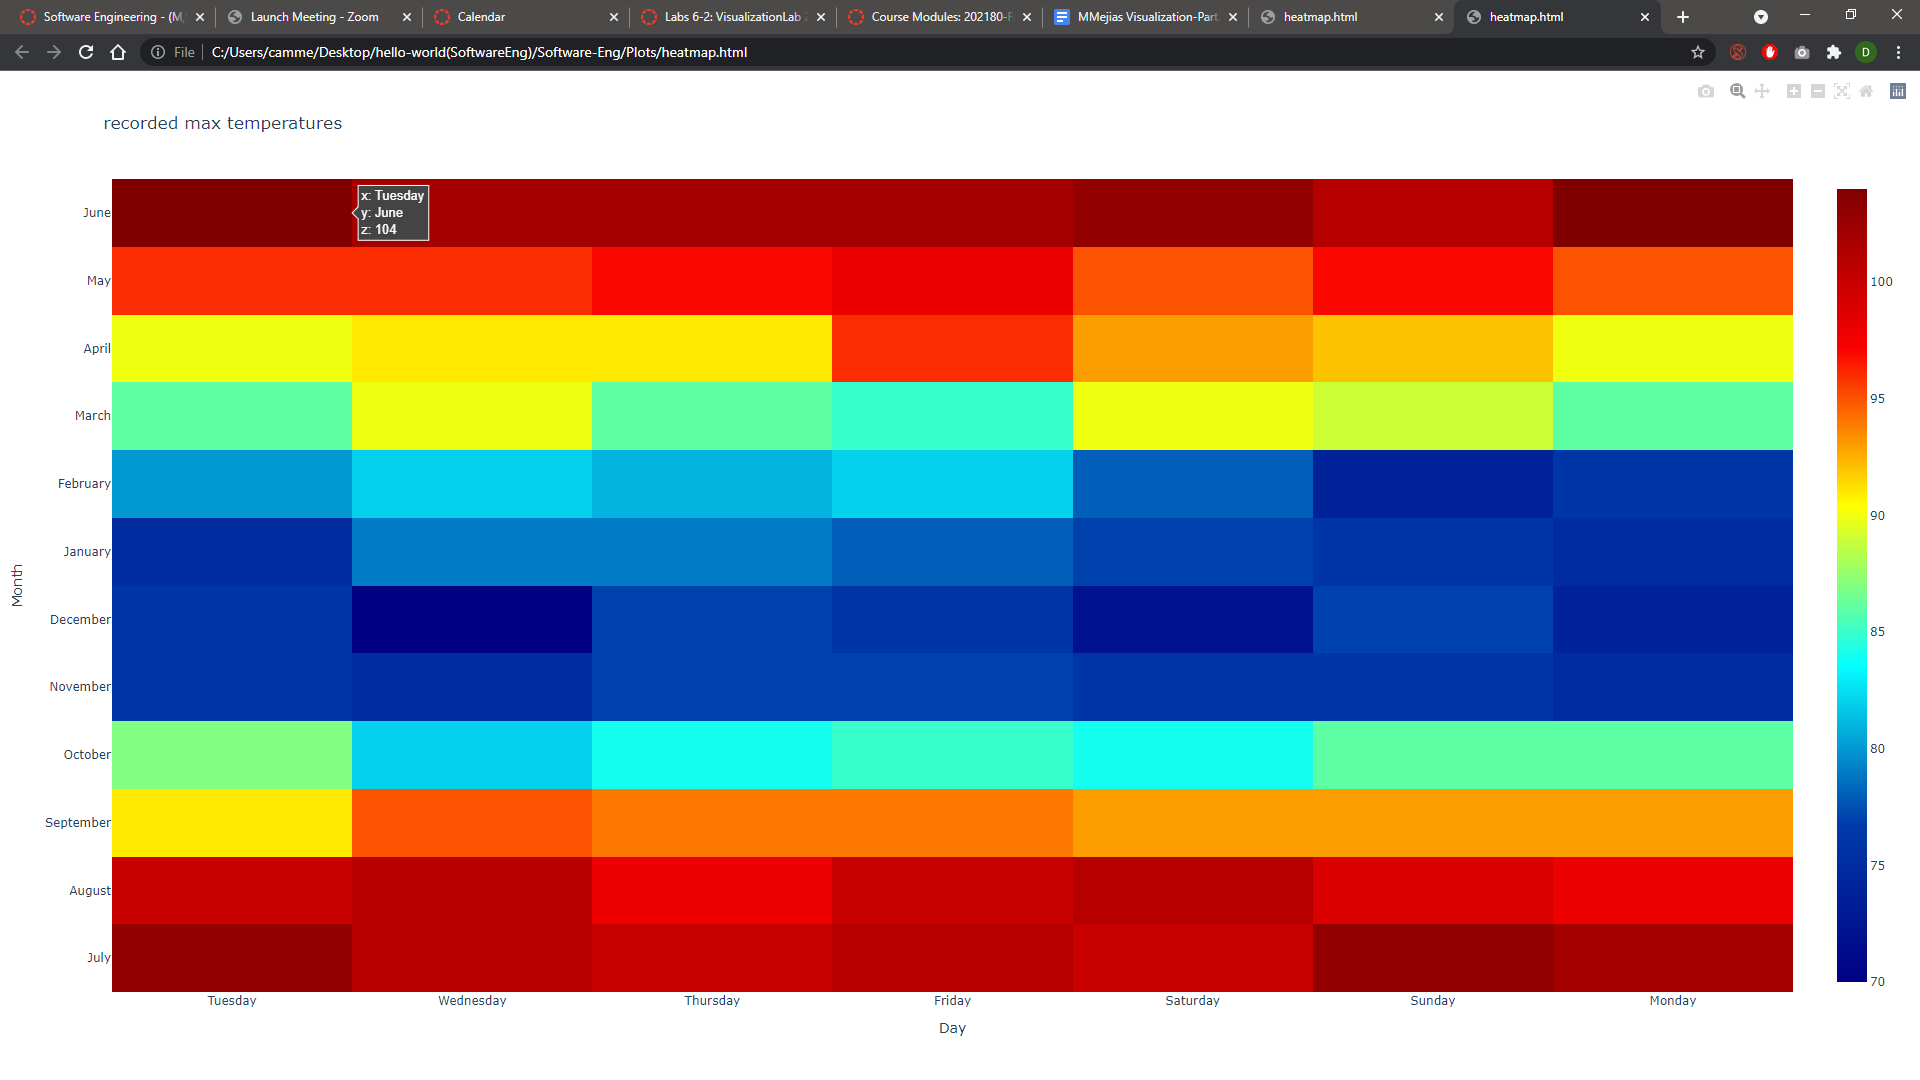 Software Engineering - (M
Launch Meeting - Zoom
Calendar
Labs 6-2: VisualizationLab 2
Course Modules: 202180-F
MMejias Visualization-Part
heatmap.html
heatmap.html
D
File
C:/Users/camme/Desktop/hello-world(SoftwareEng)/Software-Eng/Plots/heatmap.html
recorded max temperatures
x: Tuesday
y: June
z: 104
June
May
April
March
February
January
December
November
October
September
August
July
Month
Tuesday
Wednesday
Thursday
Friday
Saturday
Sunday
Monday
Day
100
95
90
85
80
75
70